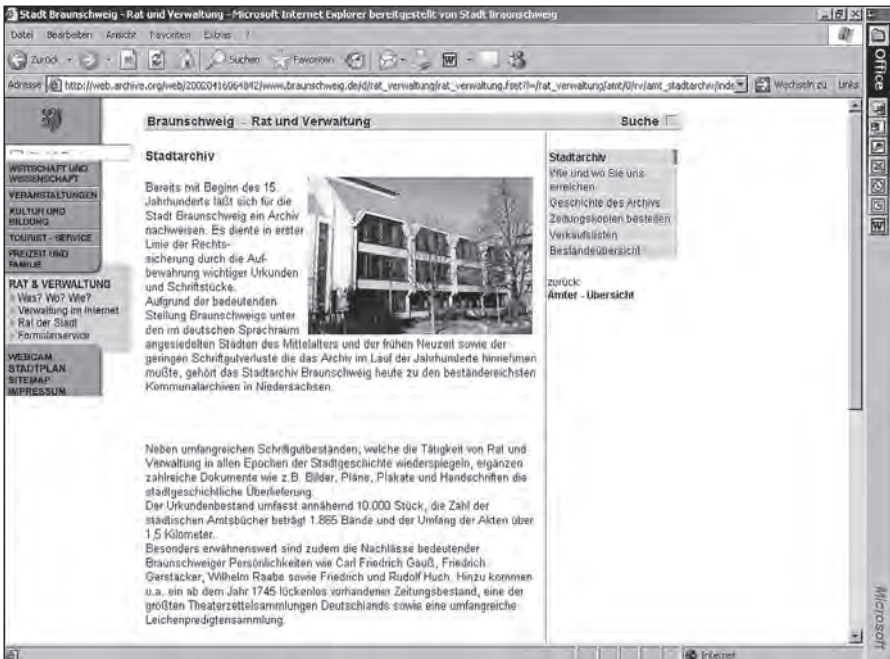 Stadt Braunschweig - Rat und Verwaltung - Microsoft Internet Explorer bereitgestellt von Stadt Braunschweig
Datei Bearbeiten Ansicht Favoriten Extras ?
Zurück Suchen Favoriten
Adresse http://web.archive.org/web/20020416064842/www.braunschweig.de/d/rat_verwaltung/rat_verwaltung.fset?l=/rat_verwaltung/amt/0/rv/amt_stadtarchiv/inde Wechseln zu Links
Office
Braunschweig - Rat und Verwaltung Suche
WIRTSCHAFT UND
WISSENSCHAFT
VERANSTALTUNGEN
KULTUR UND
BILDUNG
TOURIST - SERVICE
FREIZEIT UND
FAMILIE
RAT & VERWALTUNG
Was? Wo? Wie?
Verwaltung im Internet
Rat der Stadt
Formularservice
WEBCAM
STADTPLAN
SITEMAP
IMPRESSUM
Stadtarchiv
Bereits mit Beginn des 15.
Jahrhunderts läßt sich für die
Stadt Braunschweig ein Archiv
nachweisen. Es diente in erster
Linie der Rechts-
sicherung durch die Auf-
bewahrung wichtiger Urkunden
und Schriftstücke.
Aufgrund der bedeutenden
Stellung Braunschweigs unter
den im deutschen Sprachraum
angesiedelten Städten des Mittelalters und der frühen Neuzeit sowie der
geringen Schriftgutverluste die das Archiv im Lauf der Jahrhunderte hinnehmen
mußte, gehört das Stadtarchiv Braunschweig heute zu den beständereichsten
Kommunalarchiven in Niedersachsen.
Neben umfangreichen Schriftgutbeständen, welche die Tätigkeit von Rat und
Verwaltung in allen Epochen der Stadtgeschichte wiederspiegeln, ergänzen
zahlreiche Dokumente wie z.B. Bilder, Pläne, Plakate und Handschriften die
stadtgeschichtliche Überlieferung.
Der Urkundenbestand umfasst annähernd 10.000 Stück, die Zahl der
städtischen Amtsbücher beträgt 1.865 Bände und der Umfang der Akten über
1,5 Kilometer.
Besonders erwähnenswert sind zudem die Nachlässe bedeutender
Braunschweiger Persönlichkeiten wie Carl Friedrich Gauß, Friedrich
Gerstäcker, Wilhelm Raabe sowie Friedrich und Rudolf Huch. Hinzu kommen
u.a. ein ab dem Jahr 1745 lückenlos vorhandener Zeitungsbestand, eine der
größten Theaterzettelsammlungen Deutschlands sowie eine umfangreiche
Leichenpredigtensammlung.
Stadtarchiv
Wie und wo Sie uns
erreichen
Geschichte des Archivs
Zeitungskopien bestellen
Verkaufslisten
Beständeübersicht
zurück:
Ämter - Übersicht
Internet
Microsoft